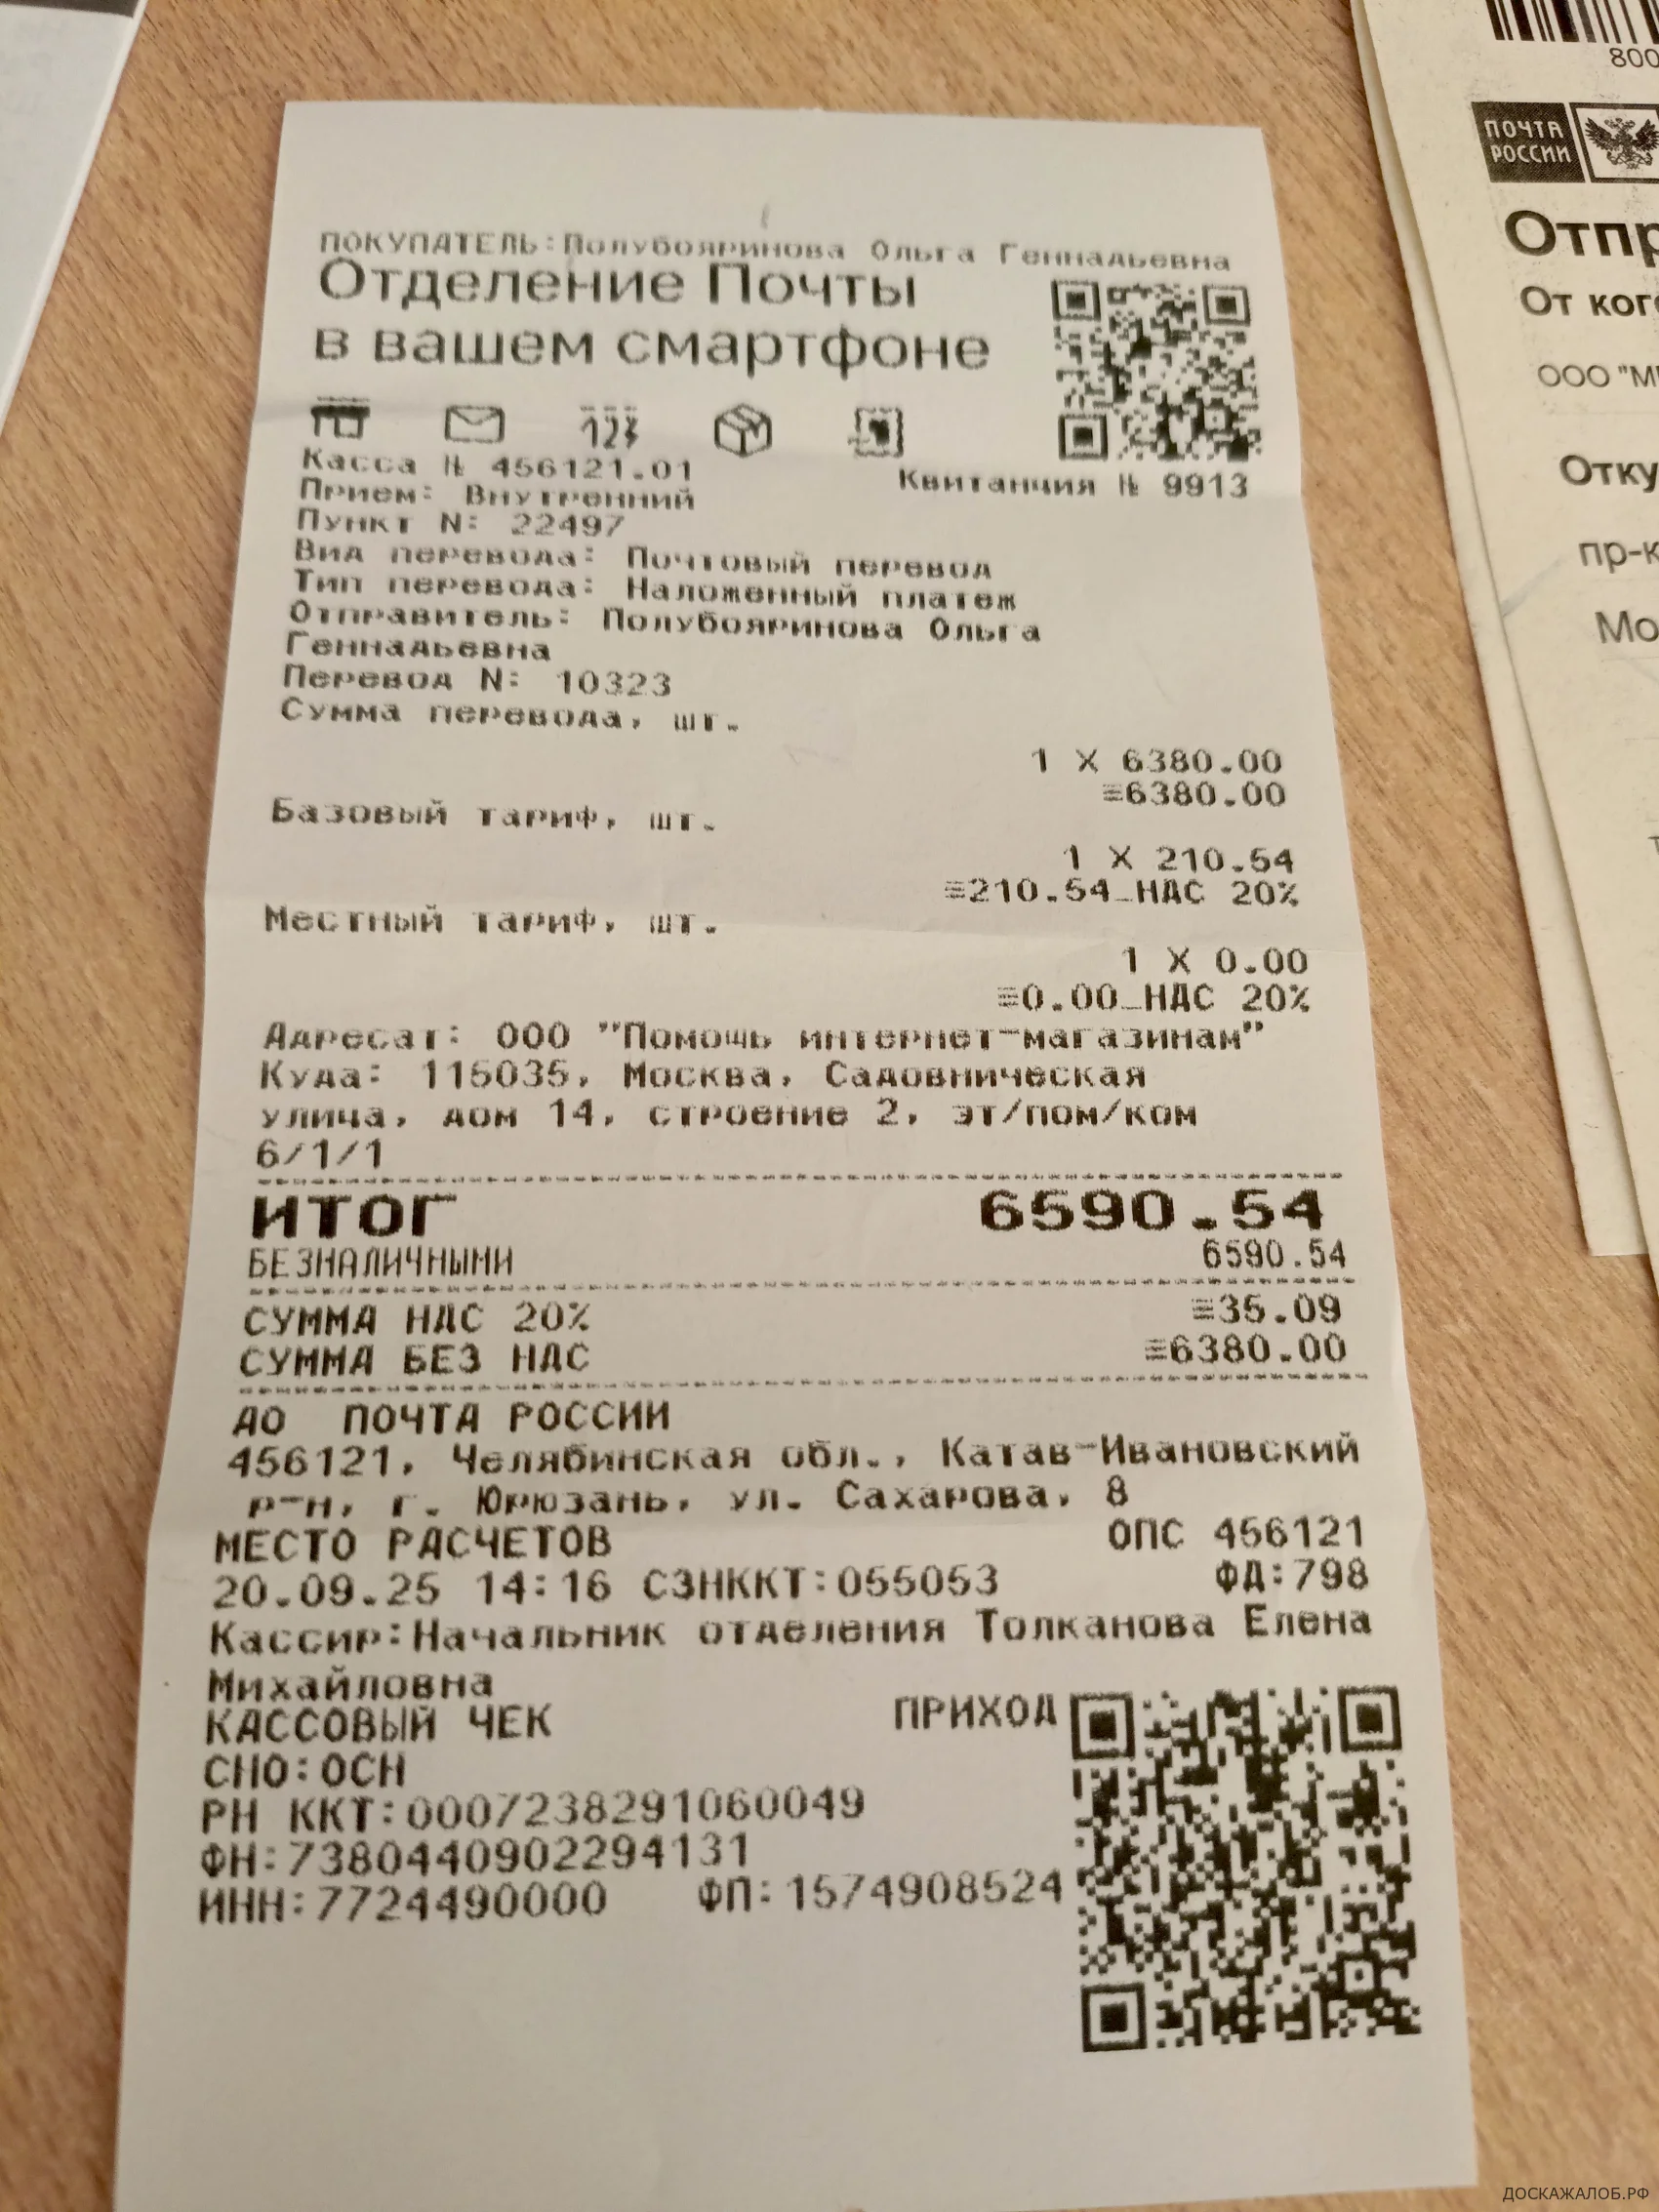 ПОКУПАТЕЛЬ:Полубояринова Ольга Геннадьевна
Отделение Почты
в вашем смартфоне
Касса № 456121.01
Квитанция № 9913
Прием: Внутренний
Пункт N: 22497
Вид перевода: Почтовый перевод
Тип перевода: Наложенный платеж
Отправитель: Полубояринова Ольга
Геннадьевна
Перевод N: 10323
Сумма перевода, шт.
1 X 6380.00
≡6380.00
Базовый тариф, шт.
1 X 210.54
≡210.54_НДС 20%
Местный тариф, шт.
1 X 0.00
≡0.00_НДС 20%
Адресат: ООО "Помощь интернет-магазинам"
Куда: 115035, Москва, Садовническая
улица, дом 14, строение 2, эт/пом/ком
6/1/1
ИТОГ 6590.54
БЕЗНАЛИЧНЫМИ 6590.54
СУММА НДС 20% ≡35.09
СУММА БЕЗ НДС ≡6380.00
АО ПОЧТА РОССИИ
456121, Челябинская обл., Катав-Ивановский
р-н, г. Юрюзань, ул. Сахарова, 8
МЕСТО РАСЧЕТОВ ОПС 456121
20.09.25 14:16 СЗНККТ:055053 ФД:798
Кассир:Начальник отделения Толканова Елена
Михайловна
КАССОВЫЙ ЧЕК ПРИХОД
СНО:ОСН
РН ККТ:0007238291060049
ФН:7380440902294131
ИНН:7724490000 ФП:1574908524
800
ПОЧТА
РОССИИ
Отпр
От ког
ООО "М
Отку
пр-к
Мо
ДОСКАЖАЛОБ.РФ